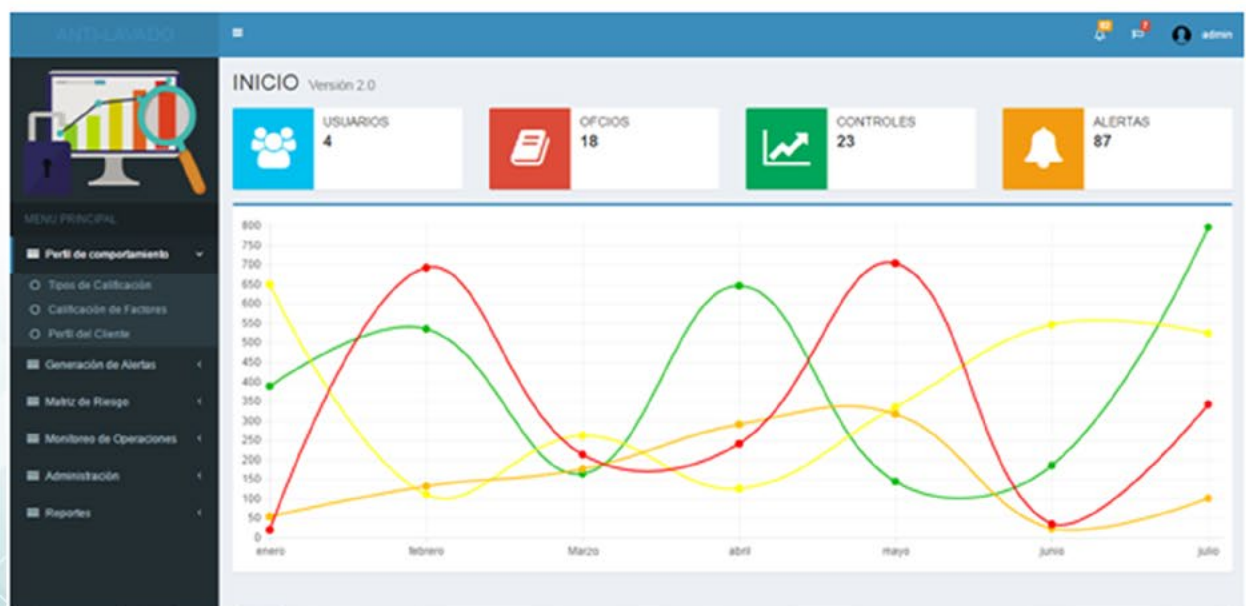 ANTI-LAVADO
admin
INICIO Versión 2.0
USUARIOS
4
OFCIOS
18
CONTROLES
23
ALERTAS
87
MENU PRINCIPAL
Perfil de comportamiento
Tipos de Calificación
Calificación de Factores
Perfil del Cliente
Generación de Alertas
Matriz de Riesgo
Monitoreo de Operaciones
Administración
Reportes
800
750
700
650
600
550
500
450
400
350
300
250
200
150
100
50
0
enero febrero Marzo abril mayo junio julio